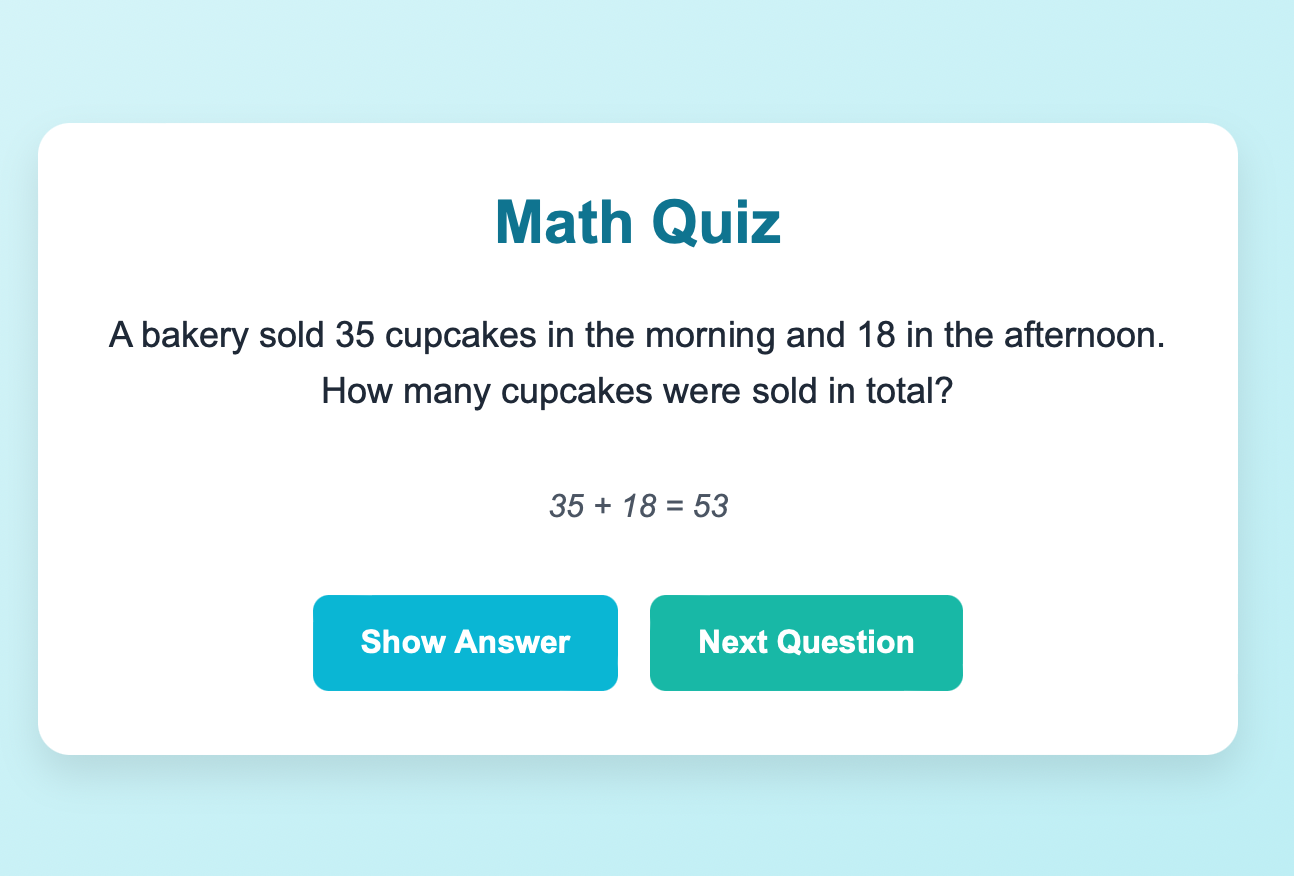 Math Quiz
A bakery sold 35 cupcakes in the morning and 18 in the afternoon.
How many cupcakes were sold in total?
35 + 18 = 53
Show Answer
Next Question